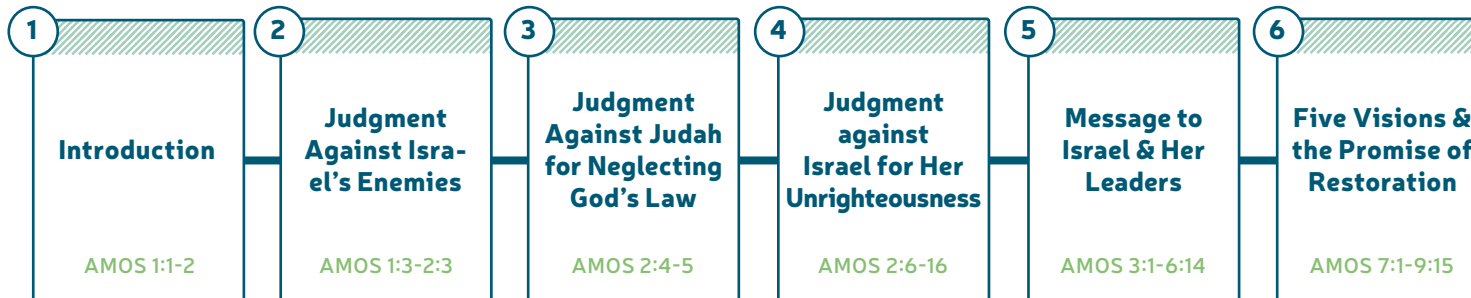 1
Introduction
AMOS 1:1-2
2
Judgment
Against Isra-
el's Enemies
AMOS 1:3-2:3
3
Judgment
Against Judah
for Neglecting
God's Law
AMOS 2:4-5
4
Judgment
against
Israel for Her
Unrighteousness
AMOS 2:6-16
5
Message to
Israel & Her
Leaders
AMOS 3:1-6:14
6
Five Visions &
the Promise of
Restoration
AMOS 7:1-9:15